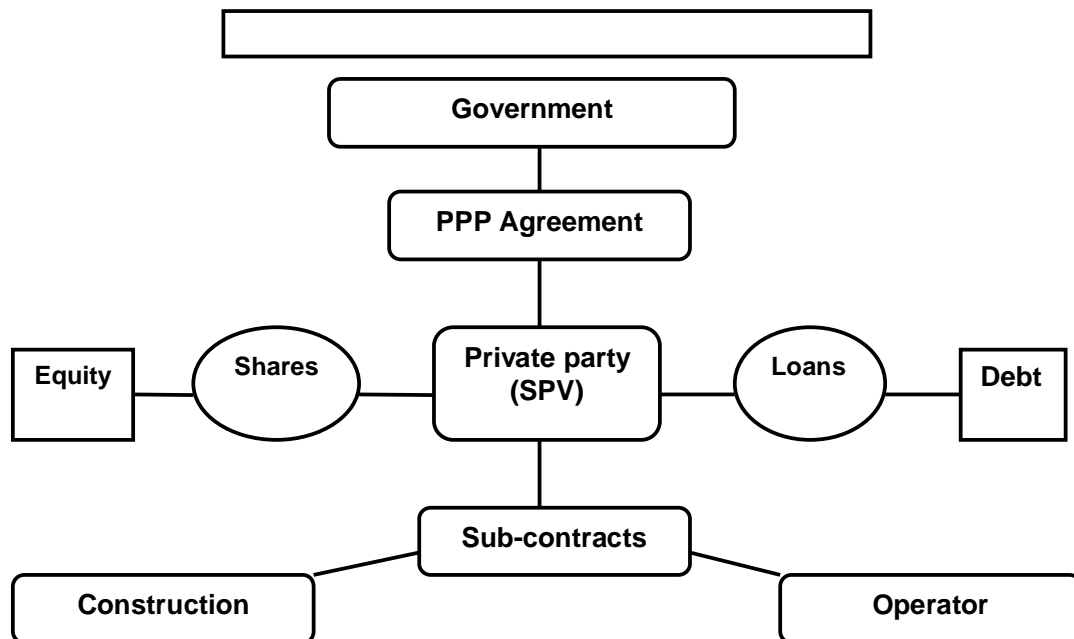 Government
PPP Agreement
Equity
Shares
Private party
(SPV)
Loans
Debt
Sub-contracts
Construction
Operator